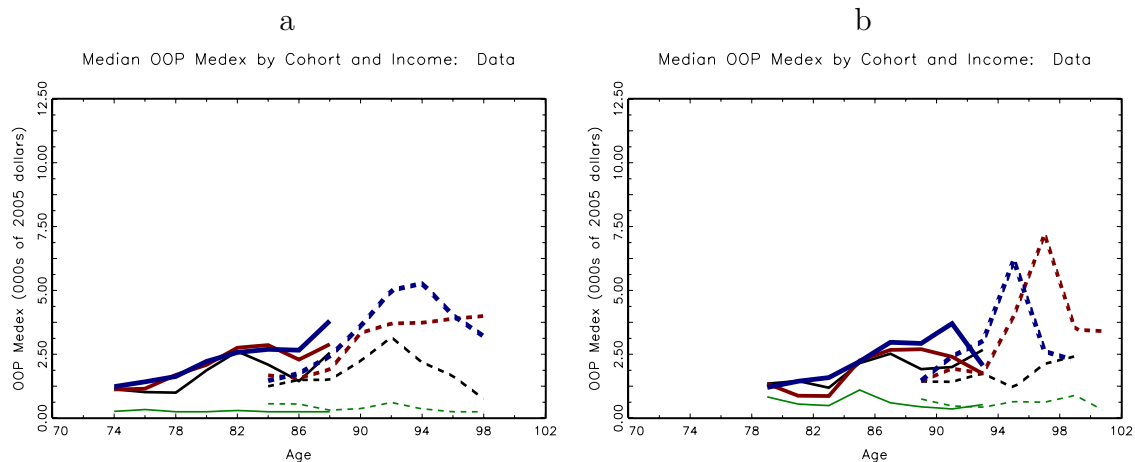 a
Median OOP Medex by Cohort and Income: Data
OOP Medex (000s of 2005 dollars)
12.50
10.00
7.50
5.00
2.50
0.00
70 74 78 82 86 90 94 98 102
Age
b
Median OOP Medex by Cohort and Income: Data
OOP Medex (000s of 2005 dollars)
12.50
10.00
7.50
5.00
2.50
0.00
70 74 78 82 86 90 94 98 102
Age